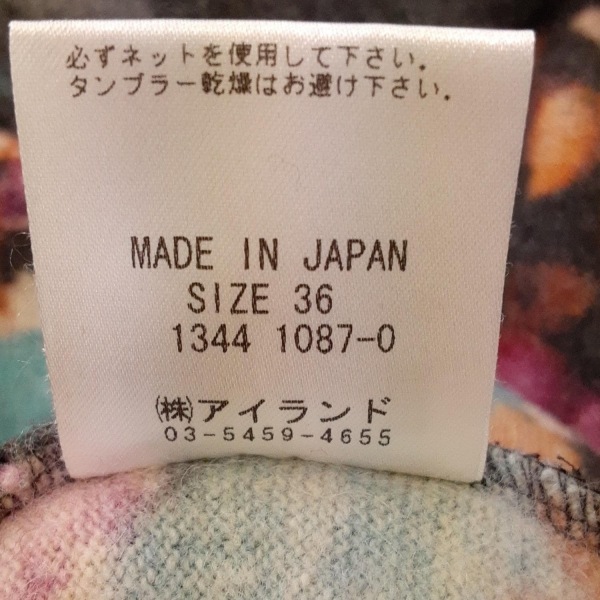 必ずネットを使用して下さい.
タンブラー乾燥はお避け下さい.
MADE IN JAPAN
SIZE 36
1344 1087-0
㈱アイランド
03-5459-4655